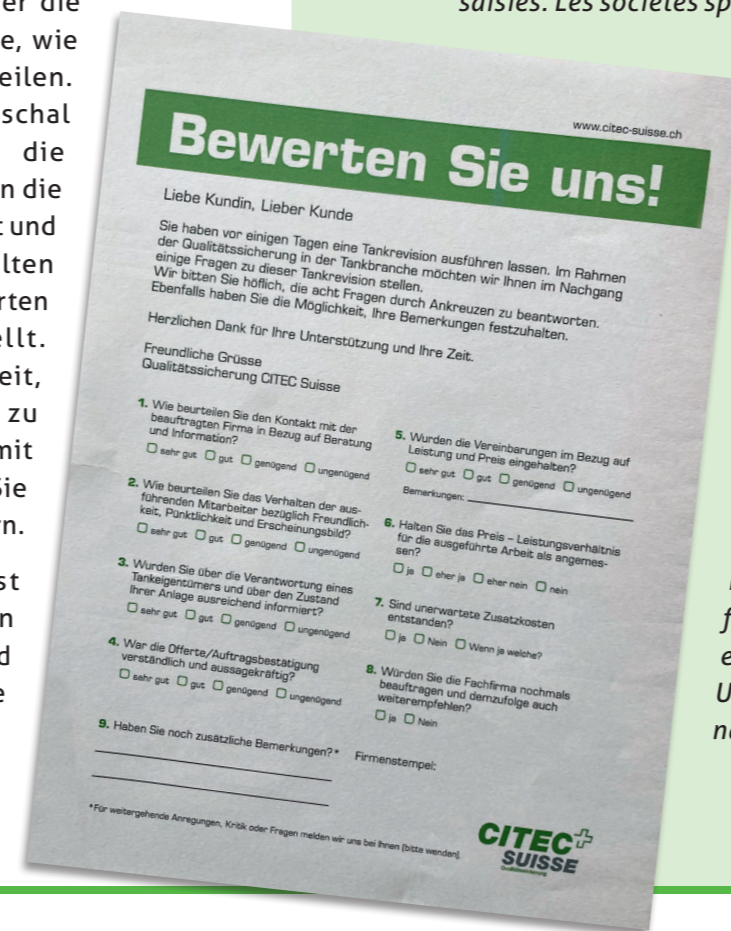 er die
e, wie
eilen.
schal
die
n die
t und
lten
rten
llt.
eit,
zu
mit
Sie
n.
st
n
d
e
www.citec-suisse.ch
Bewerten Sie uns!
Liebe Kundin, Lieber Kunde
Sie haben vor einigen Tagen eine Tankrevision ausführen lassen. Im Rahmen
der Qualitätssicherung in der Tankbranche möchten wir Ihnen im Nachgang
einige Fragen zu dieser Tankrevision stellen.
Wir bitten Sie höflich, die acht Fragen durch Ankreuzen zu beantworten.
Ebenfalls haben Sie die Möglichkeit, Ihre Bemerkungen festzuhalten.
Herzlichen Dank für Ihre Unterstützung und Ihre Zeit.
Freundliche Grüsse
Qualitätssicherung CITEC Suisse
1. Wie beurteilen Sie den Kontakt mit der
beauftragten Firma in Bezug auf Beratung
und Information?
sehr gut gut genügend ungenügend
2. Wie beurteilen Sie das Verhalten der aus-
führenden Mitarbeiter bezüglich Freundlich-
keit, Pünktlichkeit und Erscheinungsbild?
sehr gut gut genügend ungenügend
3. Wurden Sie über die Verantwortung eines
Tankeigentümers und über den Zustand
Ihrer Anlage ausreichend informiert?
sehr gut gut genügend ungenügend
4. War die Offerte/Auftragsbestätigung
verständlich und aussagekräftig?
sehr gut gut genügend ungenügend
5. Wurden die Vereinbarungen im Bezug auf
Leistung und Preis eingehalten?
sehr gut gut genügend ungenügend
Bemerkungen:
6. Halten Sie das Preis – Leistungsverhältnis
für die ausgeführte Arbeit als angemes-
sen?
ja eher ja eher nein nein
7. Sind unerwartete Zusatzkosten
entstanden?
ja Nein Wenn ja welche?
8. Würden Sie die Fachfirma nochmals
beauftragen und demzufolge auch
weiterempfehlen?
ja Nein
9. Haben Sie noch zusätzliche Bemerkungen?*
Firmenstempel:
*Für weitergehende Anregungen, Kritik oder Fragen melden wir uns bei Ihnen (bitte wenden)
CITEC
SUISSE
Qualitätssicherung
saisies. Les sociétés sp
f
e
U
n